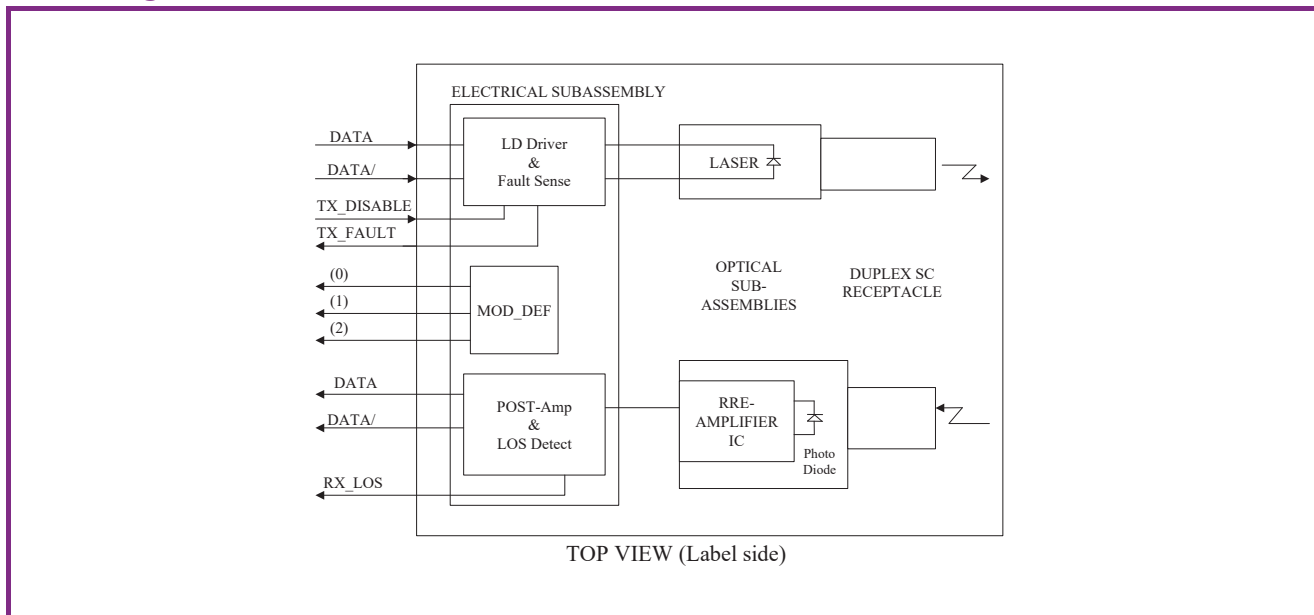 ELECTRICAL SUBASSEMBLY
DATA
DATA/
TX_DISABLE
TX_FAULT
LD Driver
&
Fault Sense
LASER
(0)
(1)
(2)
MOD_DEF
OPTICAL
SUB-
ASSEMBLIES
DUPLEX SC
RECEPTACLE
DATA
DATA/
RX_LOS
POST-Amp
&
LOS Detect
RRE-
AMPLIFIER
IC
Photo
Diode
TOP VIEW (Label side)